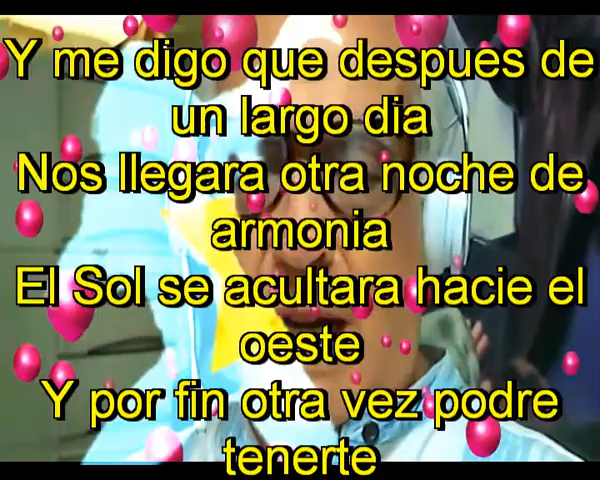 Y me digo que despues de
un largo dia
Nos llegara otra noche de
armonia
El Sol se acultara hacie el
oeste
Y por fin otra vez podre
tenerte